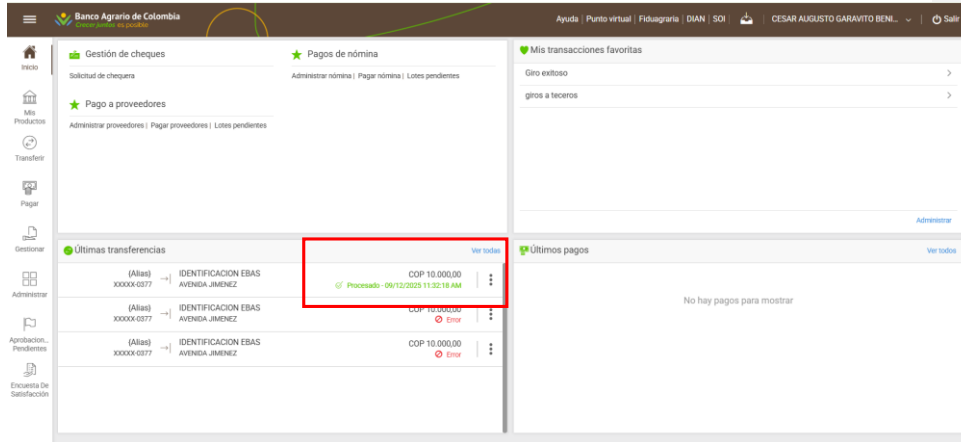 Banco Agrario de Colombia
Crecer juntos es posible
Ayuda | Punto virtual | Fiduagraria | DIAN | SOI | CESAR AUGUSTO GARAVITO BENI... | Salir
Inicio
Mis
Productos
Transferir
Pagar
Gestionar
Administrar
Aprobacion...
Pendientes
Encuesta De
Satisfacción
Gestión de cheques
Solicitud de chequera
Pagos de nómina
Administrar nómina | Pagar nómina | Lotes pendientes
Pago a proveedores
Administrar proveedores | Pagar proveedores | Lotes pendientes
Mis transacciones favoritas
Giro exitoso
giros a teceros
Administrar
Últimas transferencias
Ver todas
(Alias) IDENTIFICACION EBAS COP 10.000,00
XXXXX-0377 AVENIDA JIMENEZ Procesado - 09/12/2025 11:32:18 AM
(Alias) IDENTIFICACION EBAS COP 10.000,00
XXXXX-0377 AVENIDA JIMENEZ Error
(Alias) IDENTIFICACION EBAS COP 10.000,00
XXXXX-0377 AVENIDA JIMENEZ Error
Últimos pagos
Ver todos
No hay pagos para mostrar